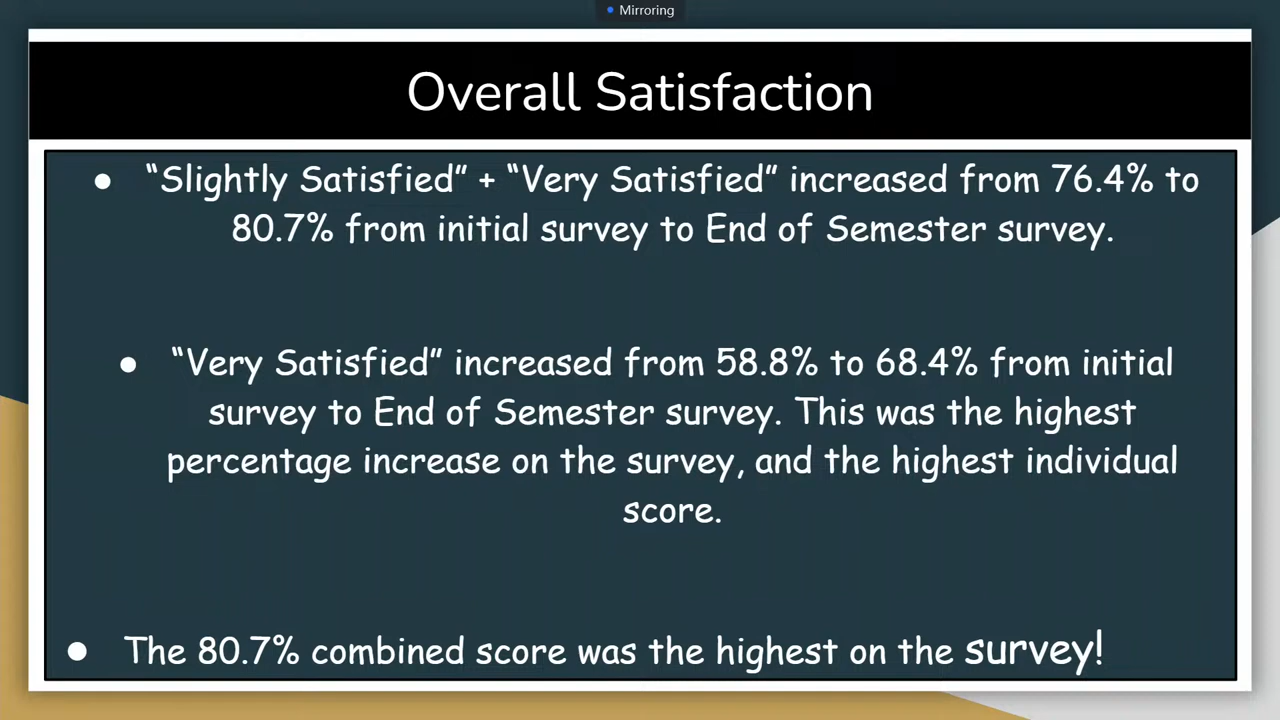 Mirroring
Overall Satisfaction
● “Slightly Satisfied” + “Very Satisfied” increased from 76.4% to
80.7% from initial survey to End of Semester survey.
● “Very Satisfied” increased from 58.8% to 68.4% from initial
survey to End of Semester survey. This was the highest
percentage increase on the survey, and the highest individual
score.
● The 80.7% combined score was the highest on the survey!